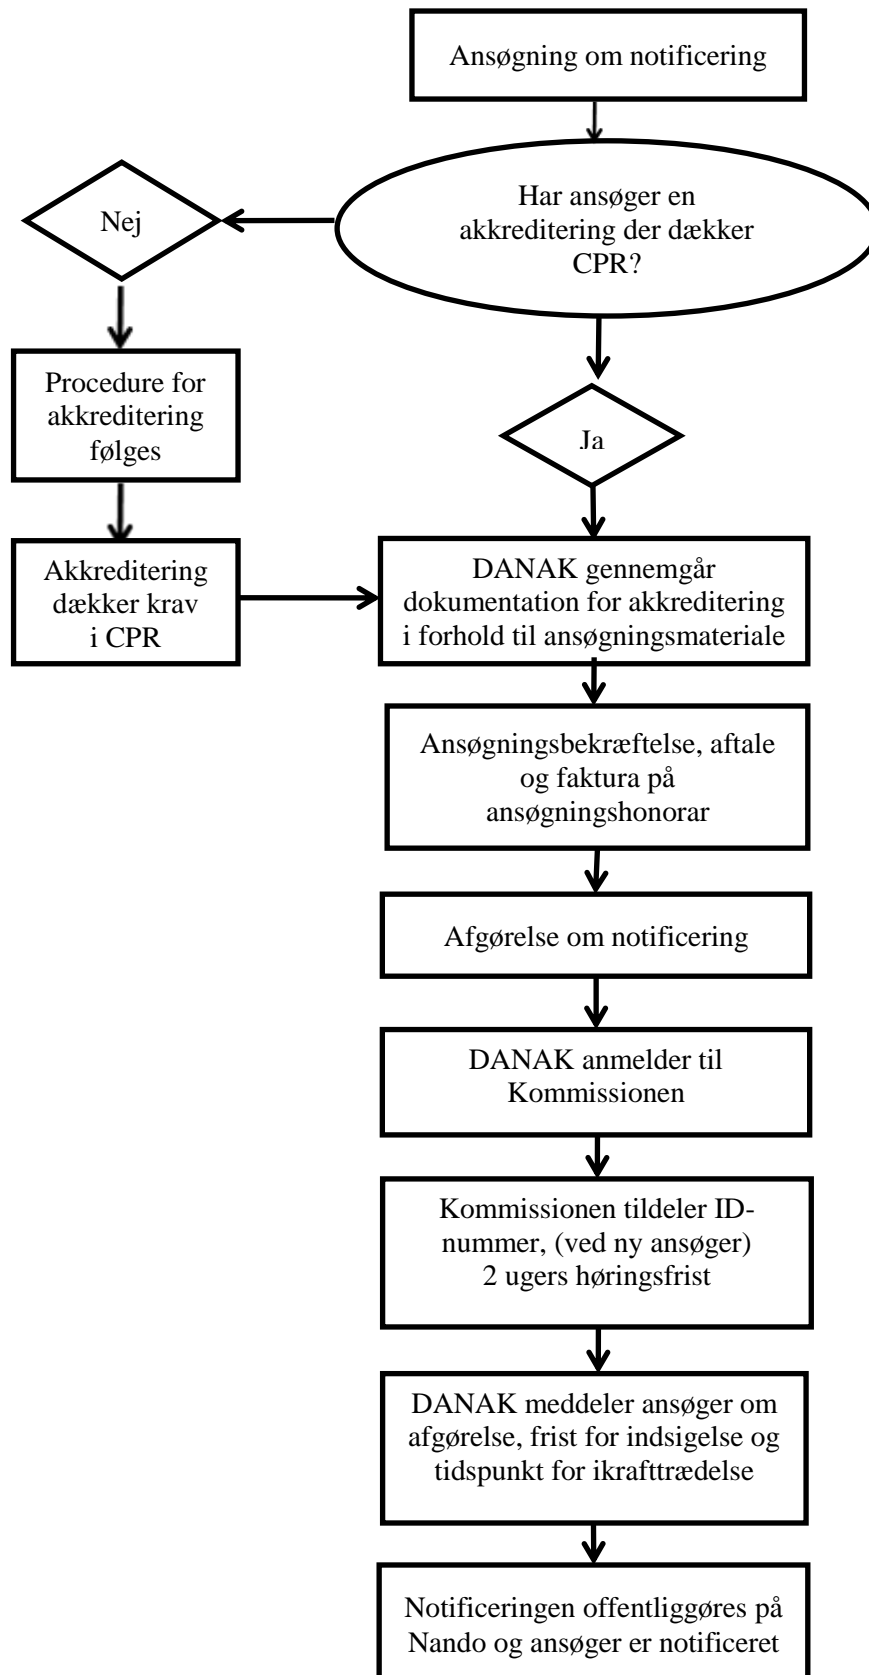 Ansøgning om notificering
Har ansøger en
akkreditering der dækker
CPR?
Nej
Procedure for
akkreditering
følges
Ja
Akkreditering
dækker krav
i CPR
DANAK gennemgår
dokumentation for akkreditering
i forhold til ansøgningsmateriale
Ansøgningsbekræftelse, aftale
og faktura på
ansøgningshonorar
Afgørelse om notificering
DANAK anmelder til
Kommissionen
Kommissionen tildeler ID-
nummer, (ved ny ansøger)
2 ugers høringsfrist
DANAK meddeler ansøger om
afgørelse, frist for indsigelse og
tidspunkt for ikrafttrædelse
Notificeringen offentliggøres på
Nando og ansøger er notificeret